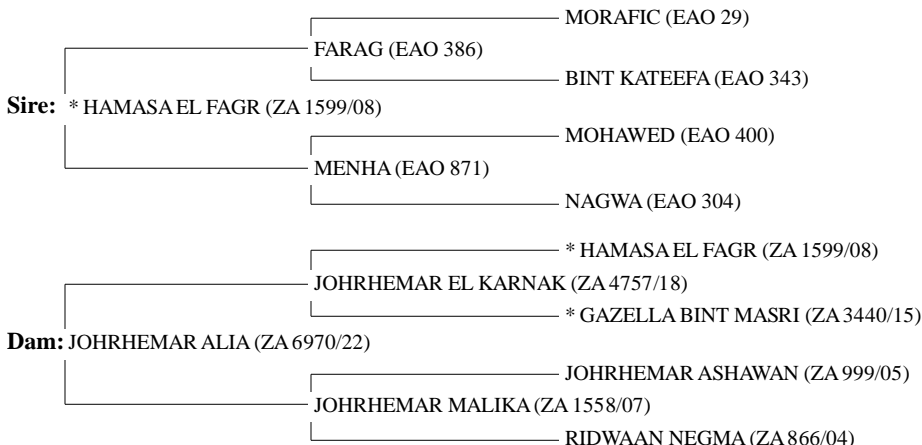 MORAFIC (EAO 29)
FARAG (EAO 386)
BINT KATEEFA (EAO 343)
Sire: * HAMASA EL FAGR (ZA 1599/08)
MOHAWED (EAO 400)
MENHA (EAO 871)
NAGWA (EAO 304)
* HAMASA EL FAGR (ZA 1599/08)
JOHRHEMAR EL KARNAK (ZA 4757/18)
* GAZELLA BINT MASRI (ZA 3440/15)
Dam: JOHRHEMAR ALIA (ZA 6970/22)
JOHRHEMAR ASHAWAN (ZA 999/05)
JOHRHEMAR MALIKA (ZA 1558/07)
RIDWAAN NEGMA (ZA 866/04)